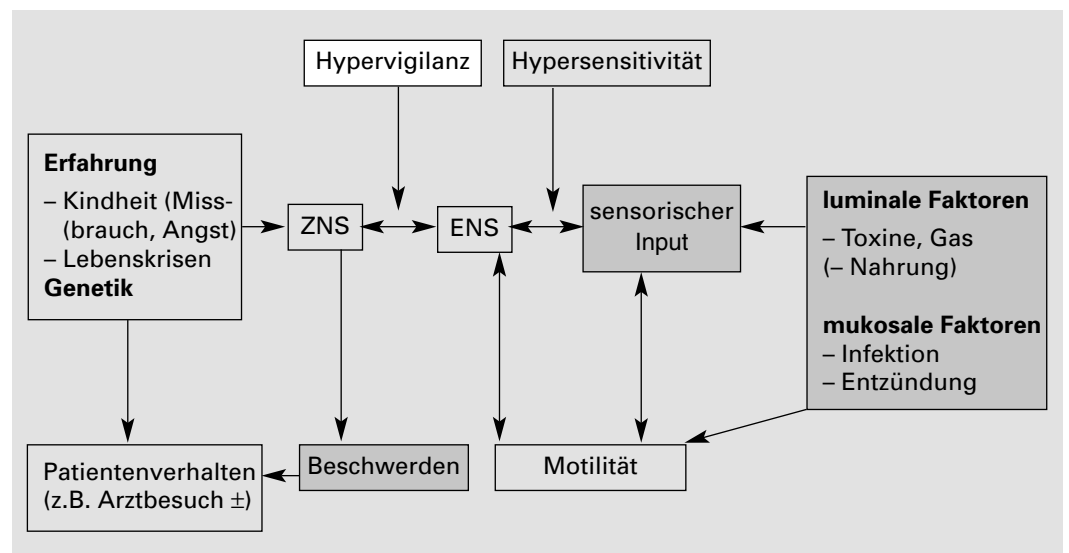 Hypervigilanz
Hypersensitivität
Erfahrung
– Kindheit (Miss-
(brauch, Angst)
– Lebenskrisen
Genetik
ZNS
ENS
sensorischer
Input
luminale Faktoren
– Toxine, Gas
(– Nahrung)
mukosale Faktoren
– Infektion
– Entzündung
Patientenverhalten
(z.B. Arztbesuch ±)
Beschwerden
Motilität